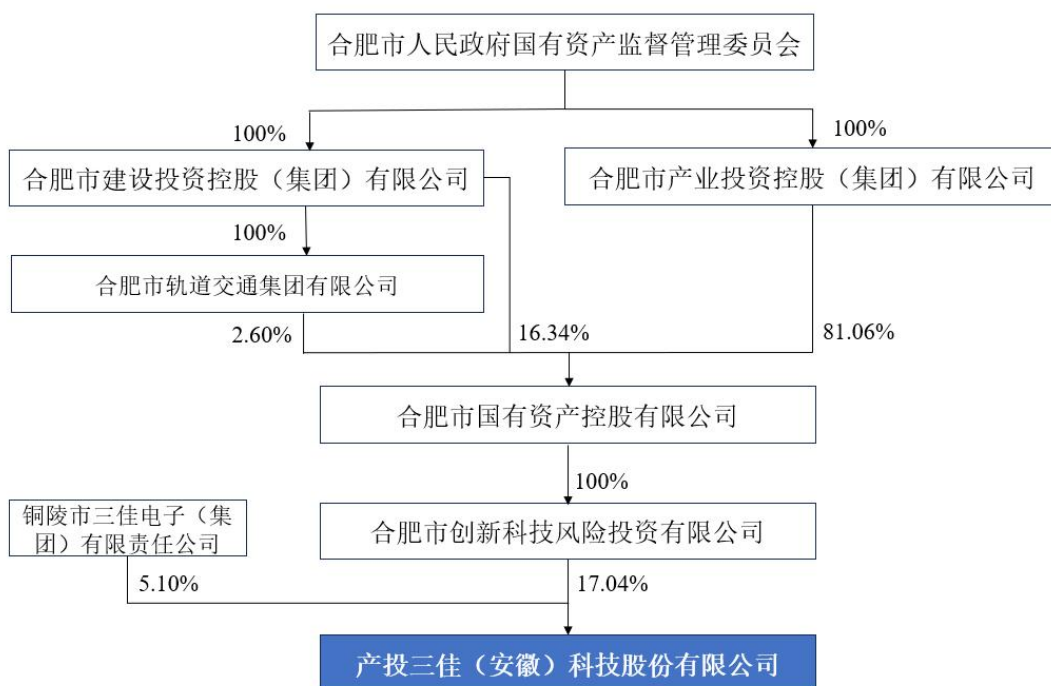 合肥市人民政府国有资产监督管理委员会
100%
100%
合肥市建设投资控股（集团）有限公司
合肥市产业投资控股（集团）有限公司
100%
合肥市轨道交通集团有限公司
2.60%
16.34%
81.06%
合肥市国有资产控股有限公司
100%
铜陵市三佳电子（集
团）有限责任公司
合肥市创新科技风险投资有限公司
5.10%
17.04%
产投三佳（安徽）科技股份有限公司